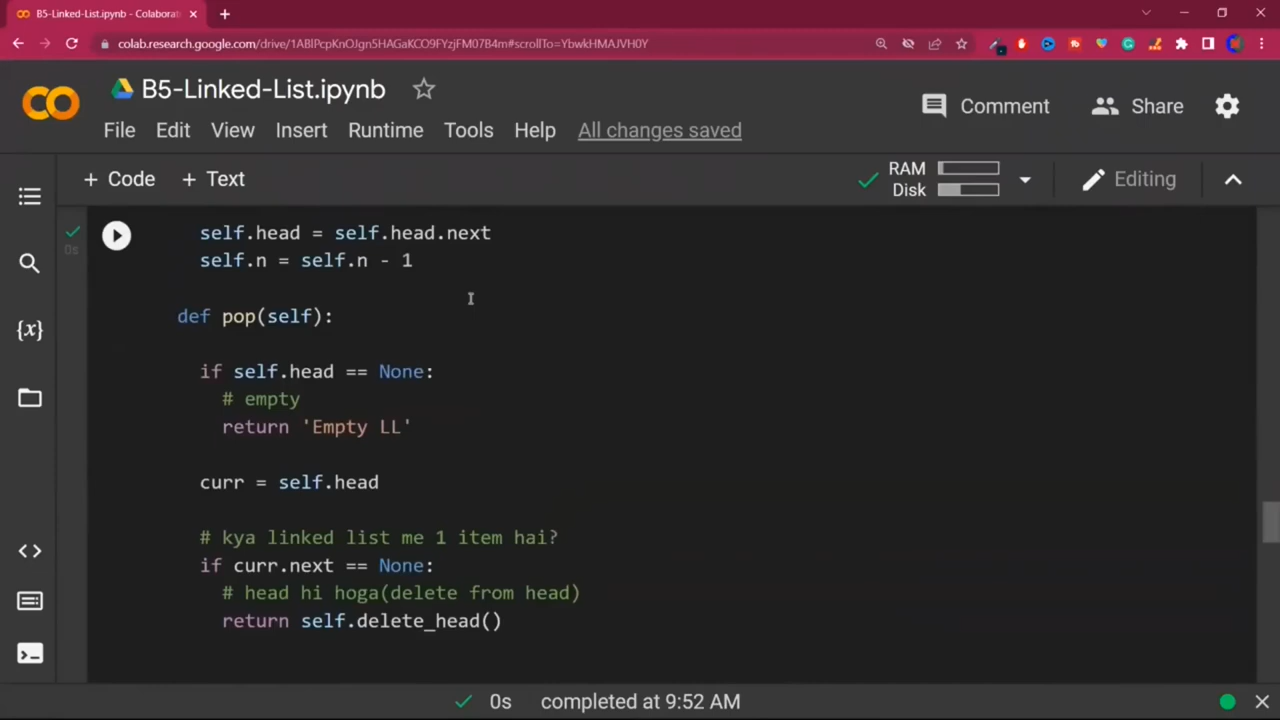 B5-Linked-List.ipynb - Colaborat
colab.research.google.com/drive/1ABlPcpKnOJgn5HAGaKCO9FYzjFM07B4m#scrollTo=YbwkHMAJVH0Y
B5-Linked-List.ipynb
File Edit View Insert Runtime Tools Help All changes saved
Comment Share
+ Code + Text
RAM
Disk
Editing
0s
self.head = self.head.next
self.n = self.n - 1
def pop(self):
if self.head == None:
# empty
return 'Empty LL'
curr = self.head
# kya linked list me 1 item hai?
if curr.next == None:
# head hi hoga(delete from head)
return self.delete_head()
0s completed at 9:52 AM